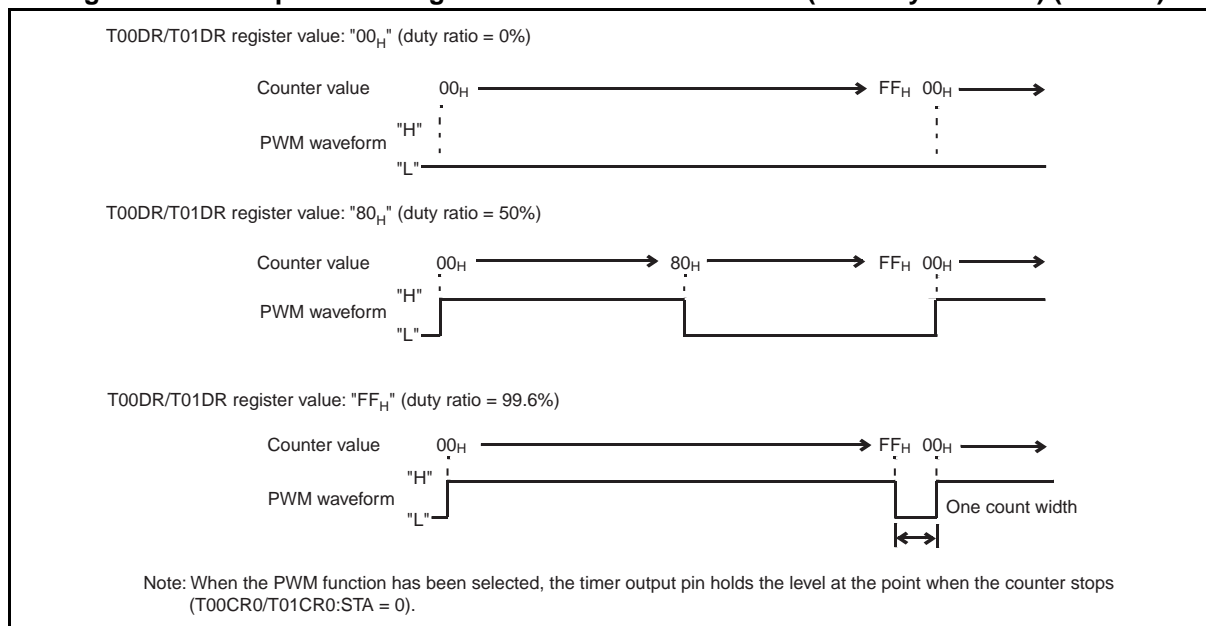 T00DR/T01DR register value: "00H" (duty ratio = 0%)
Counter value 00H FFH 00H
"H"
PWM waveform
"L"
T00DR/T01DR register value: "80H" (duty ratio = 50%)
Counter value 00H 80H FFH 00H
"H"
PWM waveform
"L"
T00DR/T01DR register value: "FFH" (duty ratio = 99.6%)
Counter value 00H FFH 00H
"H"
PWM waveform
"L"
One count width
Note: When the PWM function has been selected, the timer output pin holds the level at the point when the counter stops
(T00CR0/T01CR0:STA = 0).